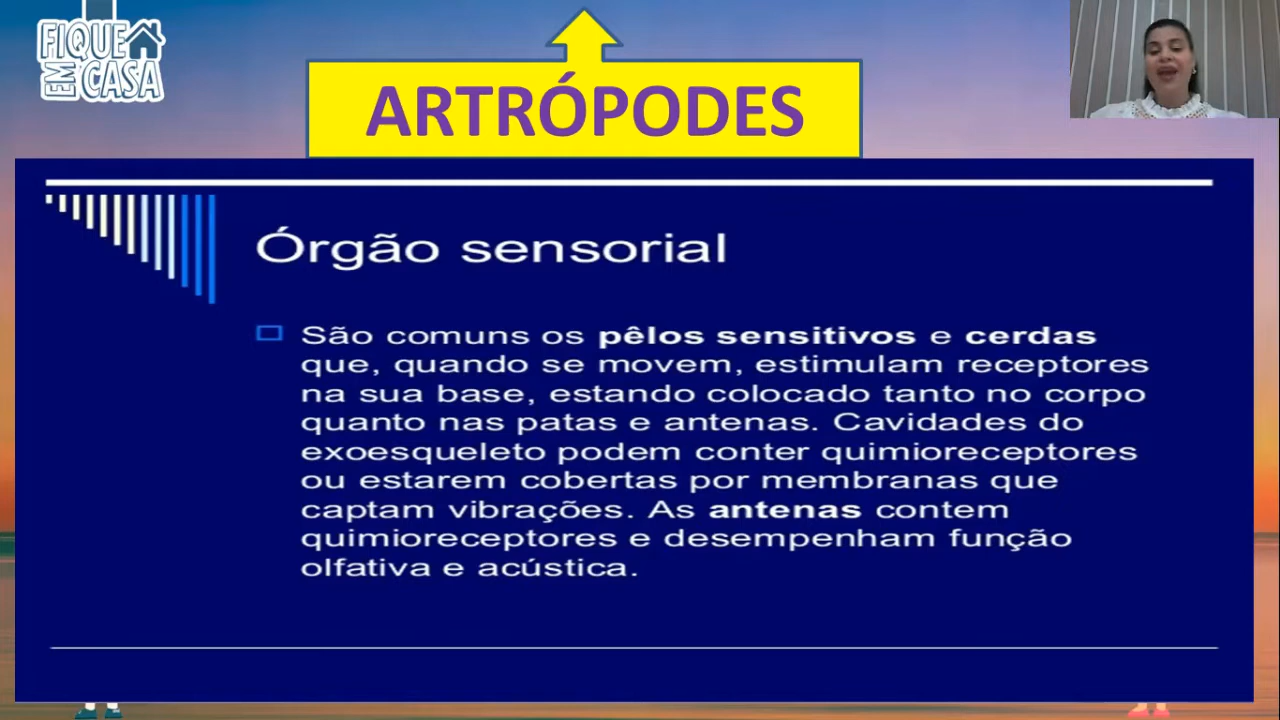 FIQUE
EM CASA
ARTRÓPODES
Órgão sensorial
São comuns os pêlos sensitivos e cerdas
que, quando se movem, estimulam receptores
na sua base, estando colocado tanto no corpo
quanto nas patas e antenas. Cavidades do
exoesqueleto podem conter quimioreceptores
ou estarem cobertas por membranas que
captam vibrações. As antenas contem
quimioreceptores e desempenham função
olfativa e acústica.